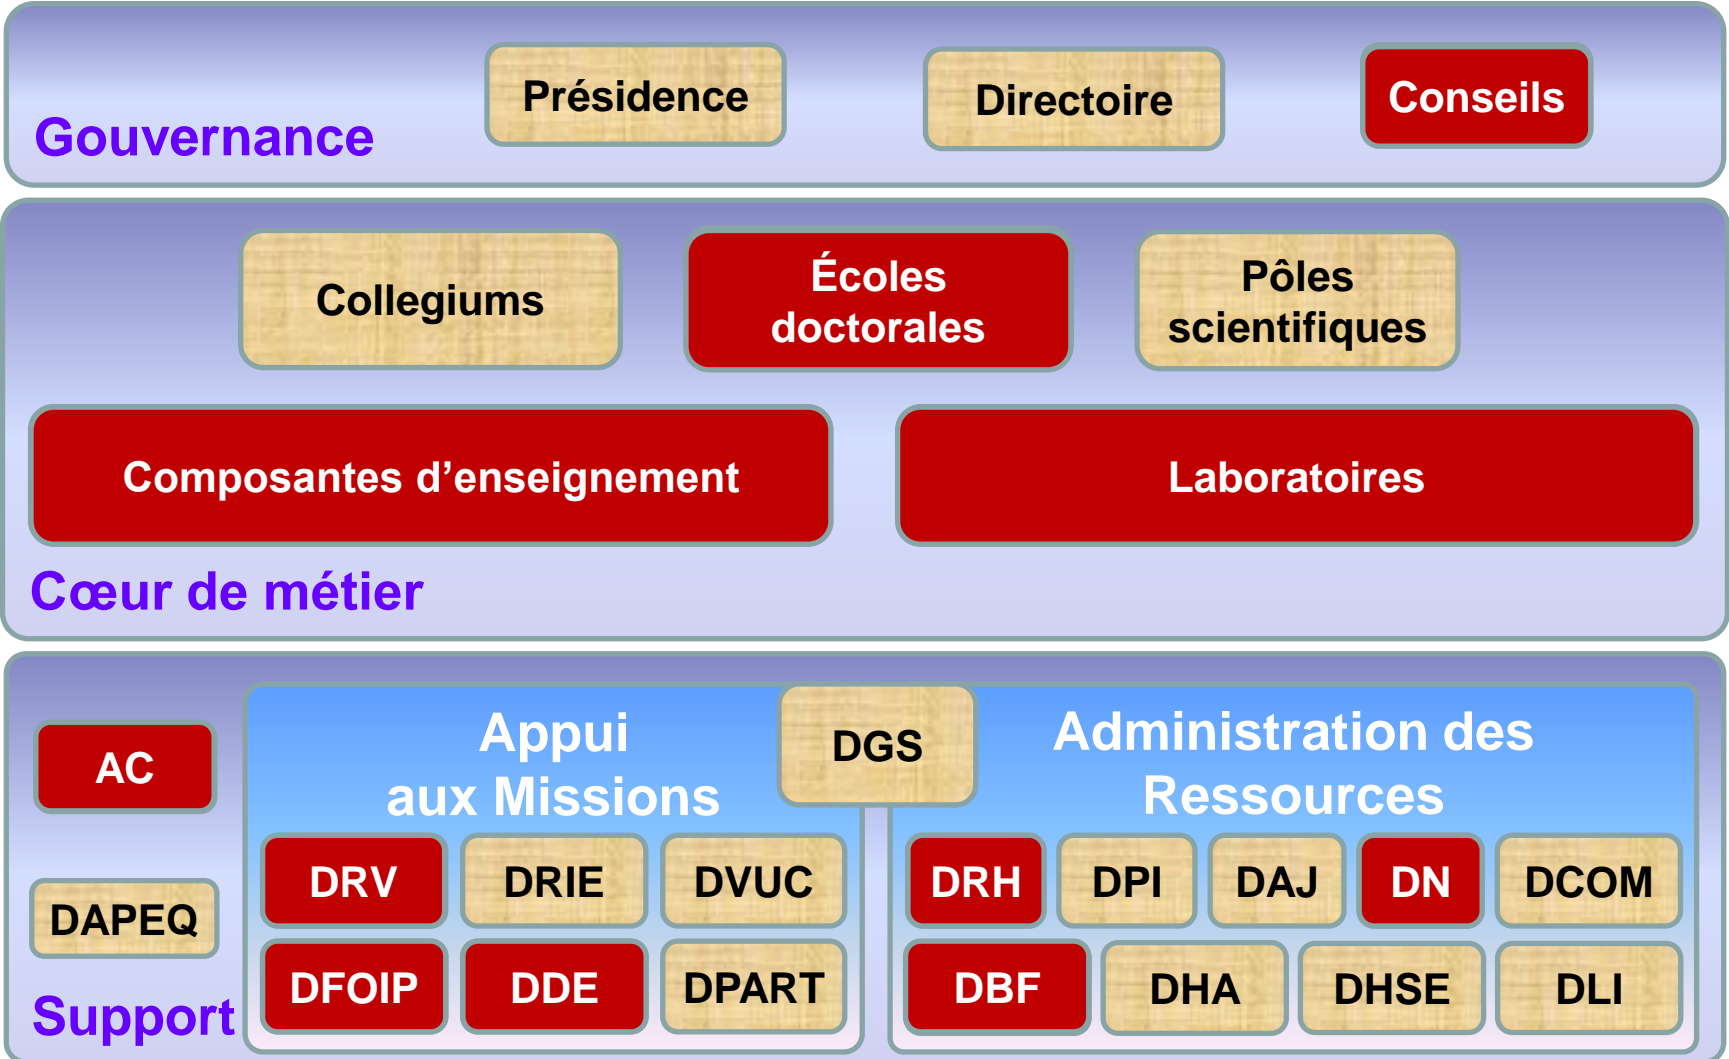 Présidence
Directoire
Conseils
Gouvernance
Collegiums
Écoles
doctorales
Pôles
scientifiques
Composantes d’enseignement
Laboratoires
Cœur de métier
AC
DAPEQ
Support
Appui
aux Missions
DGS
Administration des
Ressources
DRV
DRIE
DVUC
DFOIP
DDE
DPART
DRH
DPI
DAJ
DN
DCOM
DBF
DHA
DHSE
DLI